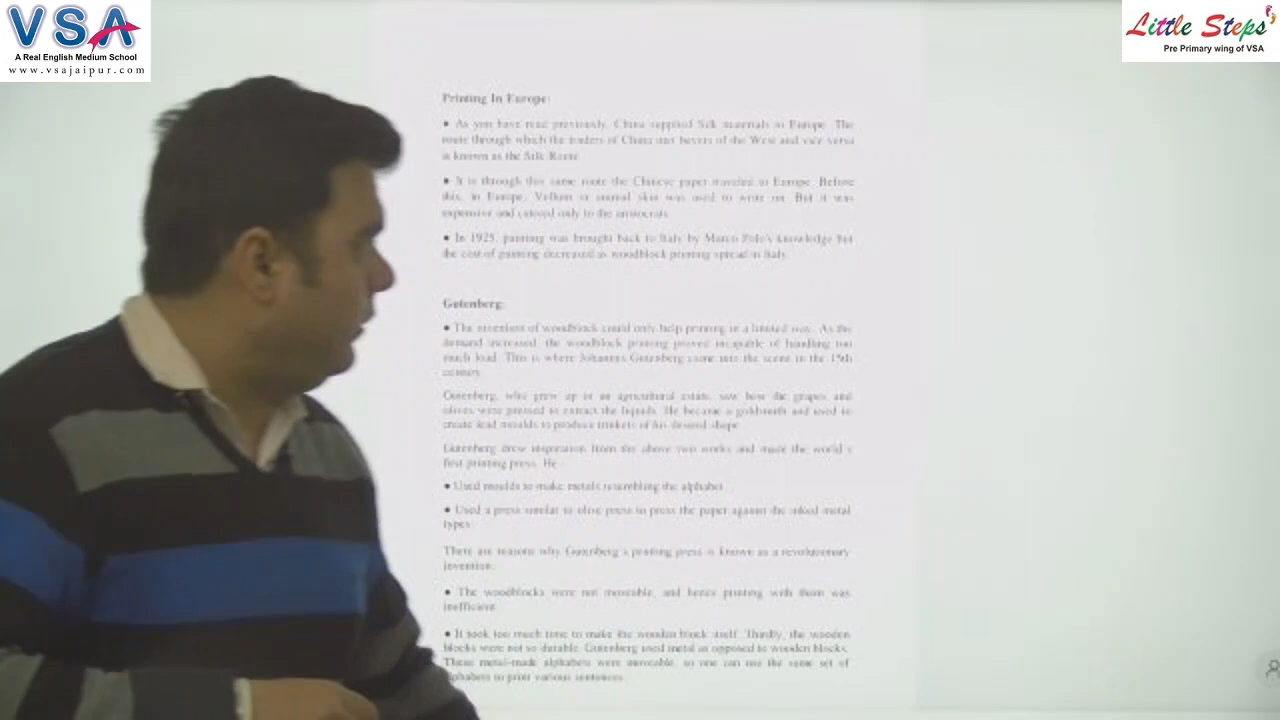 VSA
A Real English Medium School
www.vsajaipur.com
Little Steps
Pre Primary wing of VSA
Printing In Europe:
• As you have read previously, China supplied Silk materials to Europe. The
route through which the traders of China met buyers of the West and vice versa
is known as the Silk Route.
• It is through this same route the Chinese paper traveled to Europe. Before
this, in Europe, Vellum or animal skin was used to write on. But it was
expensive and catered only to the aristocrats.
• In 1925, painting was brought back to Italy by Marco Polo's knowledge but
the cost of painting decreased as woodblock printing spread in Italy.
Gutenberg:
• The invention of woodblock could only help printing in a limited way. As the
demand increased, the woodblock printing proved incapable of handling too
much load. This is where Johannes Gutenberg came into the scene in the 15th
century.
Gutenberg, who grew up in an agricultural estate, saw how the grapes and
olives were pressed to extract the liquids. He became a goldsmith and used to
create lead moulds to produce trinkets of his desired shape.
Gutenberg drew inspiration from the above two works and made the world's
first printing press. He:
• Used moulds to make metals resembling the alphabet.
• Used a press similar to olive press to press the paper against the inked metal
types.
There are reasons why Gutenberg's printing press is known as a revolutionary
invention:
• The woodblocks were not moveable, and hence printing with them was
inefficient.
• It took too much time to make the wooden block itself. Thirdly, the wooden
blocks were not so durable. Gutenberg used metal as opposed to wooden blocks.
These metal-made alphabets were moveable, so one can use the same set of
alphabets to print various sentences.